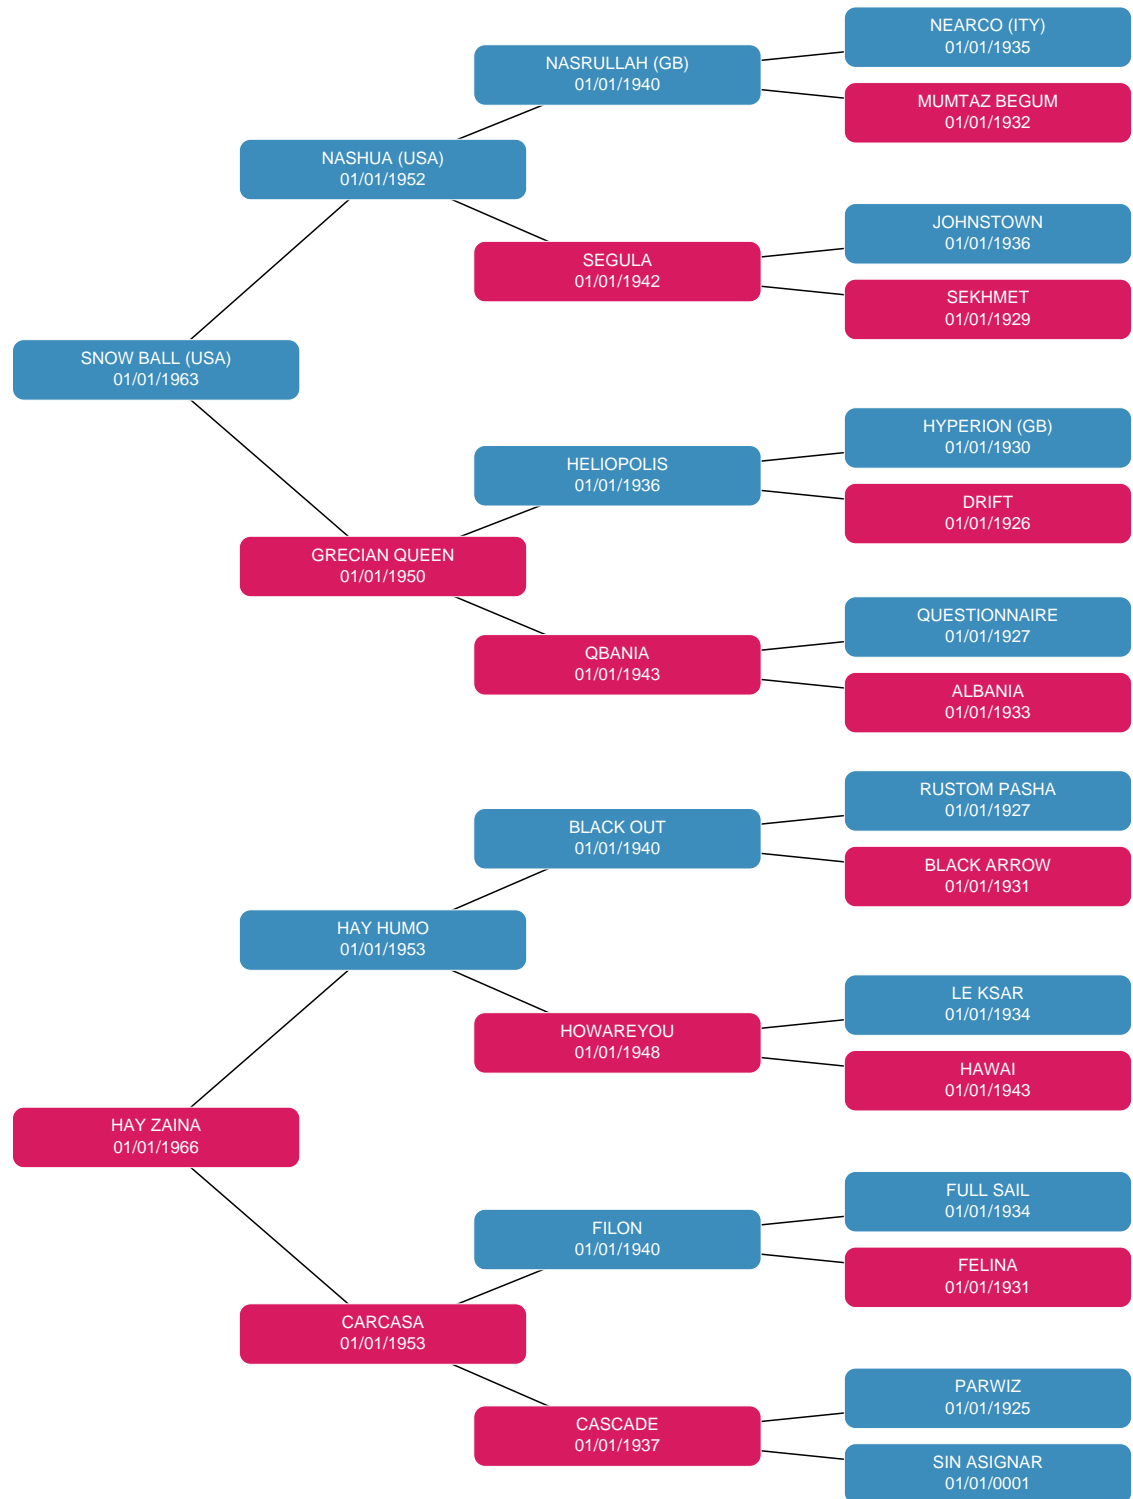 NEARCO (ITY)
01/01/1935
NASRULLAH (GB)
01/01/1940
MUMTAZ BEGUM
01/01/1932
NASHUA (USA)
01/01/1952
JOHNSTOWN
01/01/1936
SEGULA
01/01/1942
SEKHMET
01/01/1929
SNOW BALL (USA)
01/01/1963
HYPERION (GB)
01/01/1930
HELIOPOLIS
01/01/1936
DRIFT
01/01/1926
GRECIAN QUEEN
01/01/1950
QUESTIONNAIRE
01/01/1927
QBANIA
01/01/1943
ALBANIA
01/01/1933
RUSTOM PASHA
01/01/1927
BLACK OUT
01/01/1940
BLACK ARROW
01/01/1931
HAY HUMO
01/01/1953
LE KSAR
01/01/1934
HOWAREYOU
01/01/1948
HAWAI
01/01/1943
HAY ZAINA
01/01/1966
FULL SAIL
01/01/1934
FILON
01/01/1940
FELINA
01/01/1931
CARCASA
01/01/1953
PARWIZ
01/01/1925
CASCADE
01/01/1937
SIN ASIGNAR
01/01/0001